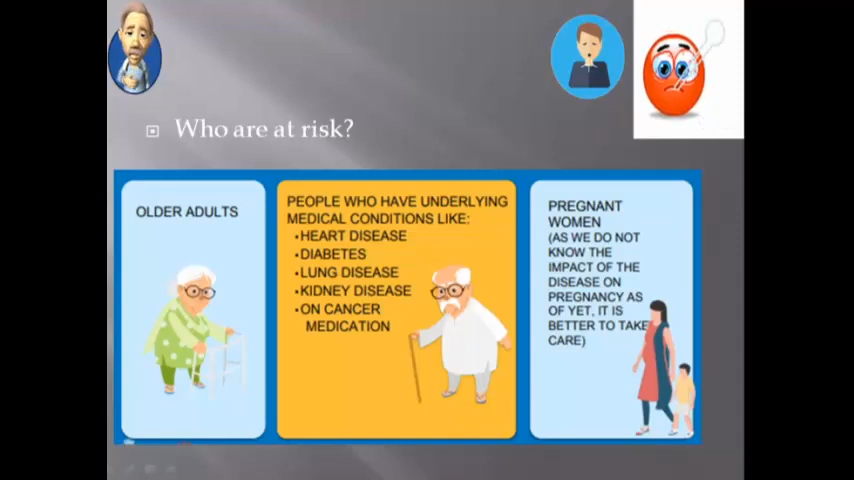 Who are at risk?
OLDER ADULTS
PEOPLE WHO HAVE UNDERLYING
MEDICAL CONDITIONS LIKE:
•HEART DISEASE
•DIABETES
•LUNG DISEASE
•KIDNEY DISEASE
•ON CANCER
MEDICATION
PREGNANT
WOMEN
(AS WE DO NOT
KNOW THE
IMPACT OF THE
DISEASE ON
PREGNANCY AS
OF YET, IT IS
BETTER TO TAKE
CARE)